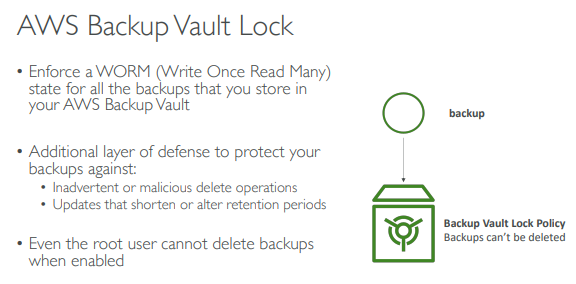 AWS Backup Vault Lock
• Enforce a WORM (Write Once Read Many)
state for all the backups that you store in
your AWS Backup Vault
• Additional layer of defense to protect your
backups against:
• Inadvertent or malicious delete operations
• Updates that shorten or alter retention periods
• Even the root user cannot delete backups
when enabled
backup
Backup Vault Lock Policy
Backups can't be deleted